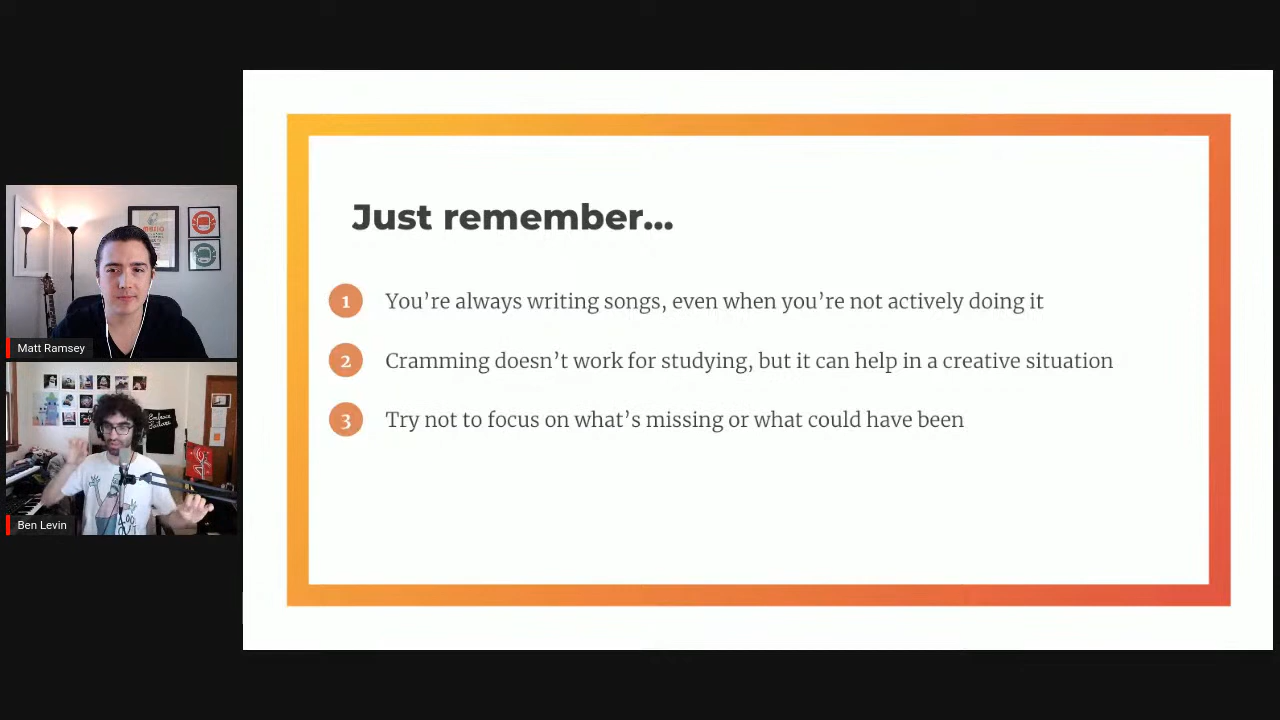 Just remember...
1 You’re always writing songs, even when you’re not actively doing it
2 Cramming doesn’t work for studying, but it can help in a creative situation
3 Try not to focus on what’s missing or what could have been
Matt Ramsey
Embrace
Failure
Ben Levin